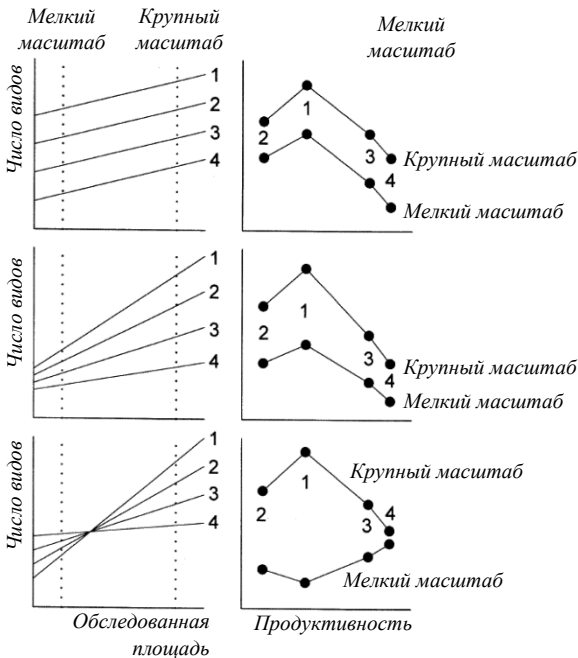 Мелкий
масштаб
Крупный
масштаб
Мелкий
масштаб
Число видов
1
2
3
4
2
1
3
4
Крупный масштаб
Мелкий масштаб
Число видов
1
2
3
4
2
1
3
4
Крупный масштаб
Мелкий масштаб
Число видов
1
2
3
4
Крупный масштаб
1
2
3
4
Мелкий масштаб
Обследованная
площадь
Продуктивность